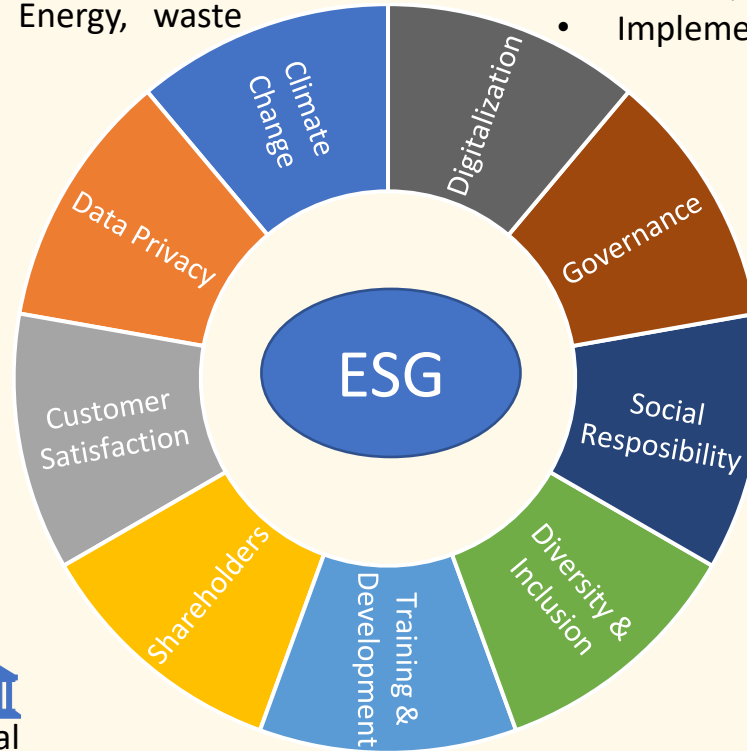 Energy, waste
• Impleme
Climate
Change
Digitalization
Data Privacy
Governance
ESG
Customer
Satisfaction
Social
Resposibility
Shareholders
Training &
Development
Diversity &
Inclusion
al